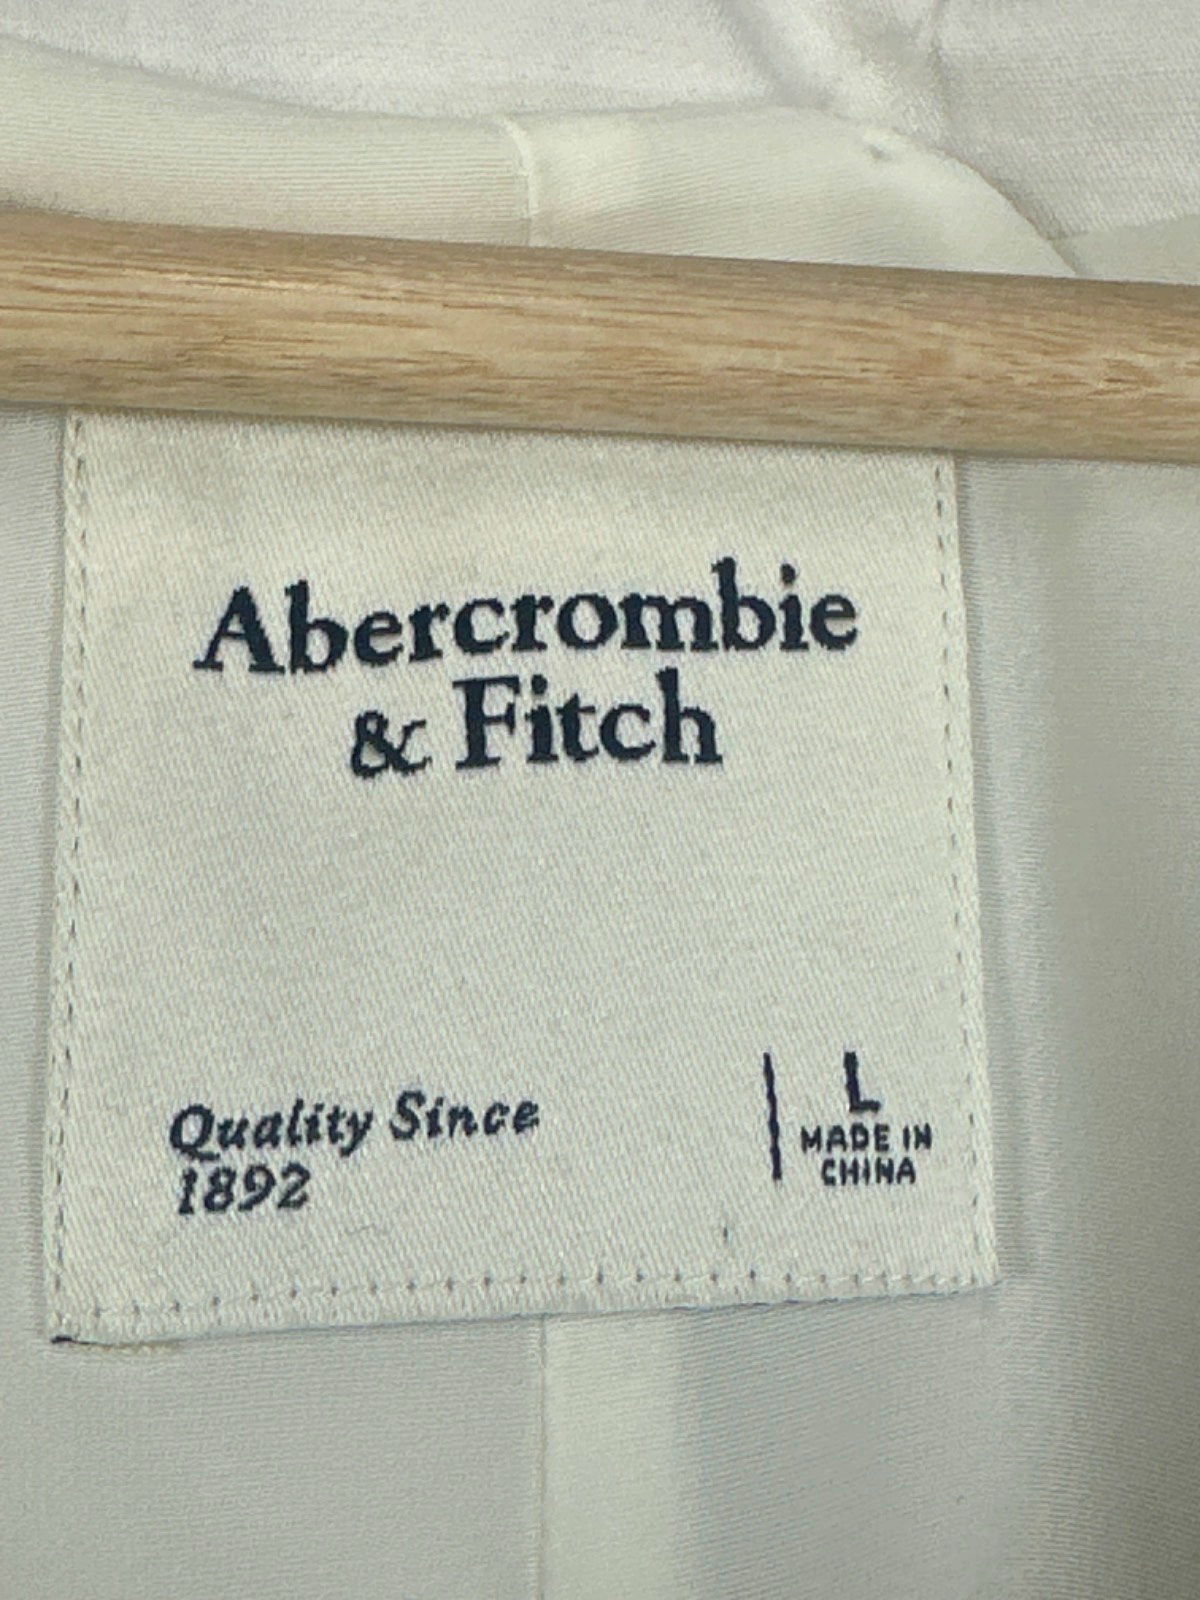 Abercrombie
& Fitch
Quality Since
1892
L
MADE IN
CHINA